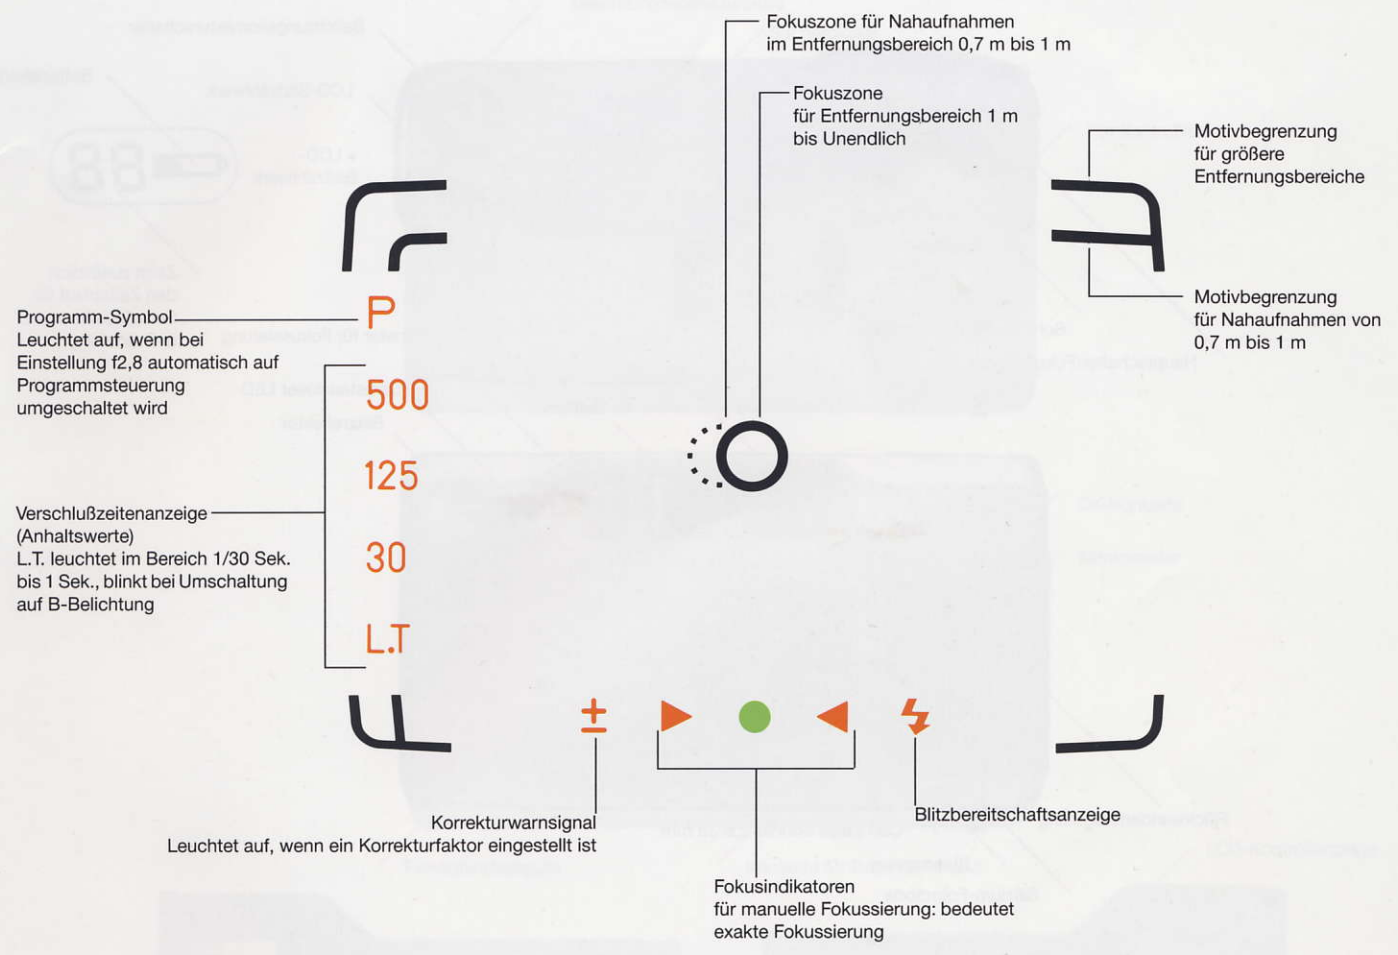 Fokuszone für Nahaufnahmen
im Entfernungsbereich 0,7 m bis 1 m
Fokuszone
für Entfernungsbereich 1 m
bis Unendlich
Motivbegrenzung
für größere
Entfernungsbereiche
Motivbegrenzung
für Nahaufnahmen von
0,7 m bis 1 m
Programm-Symbol
Leuchtet auf, wenn bei
Einstellung f2,8 automatisch auf
Programmsteuerung
umgeschaltet wird
P
500
125
30
L.T
Verschlußzeitenanzeige
(Anhaltswerte)
L.T. leuchtet im Bereich 1/30 Sek.
bis 1 Sek., blinkt bei Umschaltung
auf B-Belichtung
±
Korrekturwarnsignal
Leuchtet auf, wenn ein Korrekturfaktor eingestellt ist
Blitzbereitschaftsanzeige
Fokusindikatoren
für manuelle Fokussierung: bedeutet
exakte Fokussierung